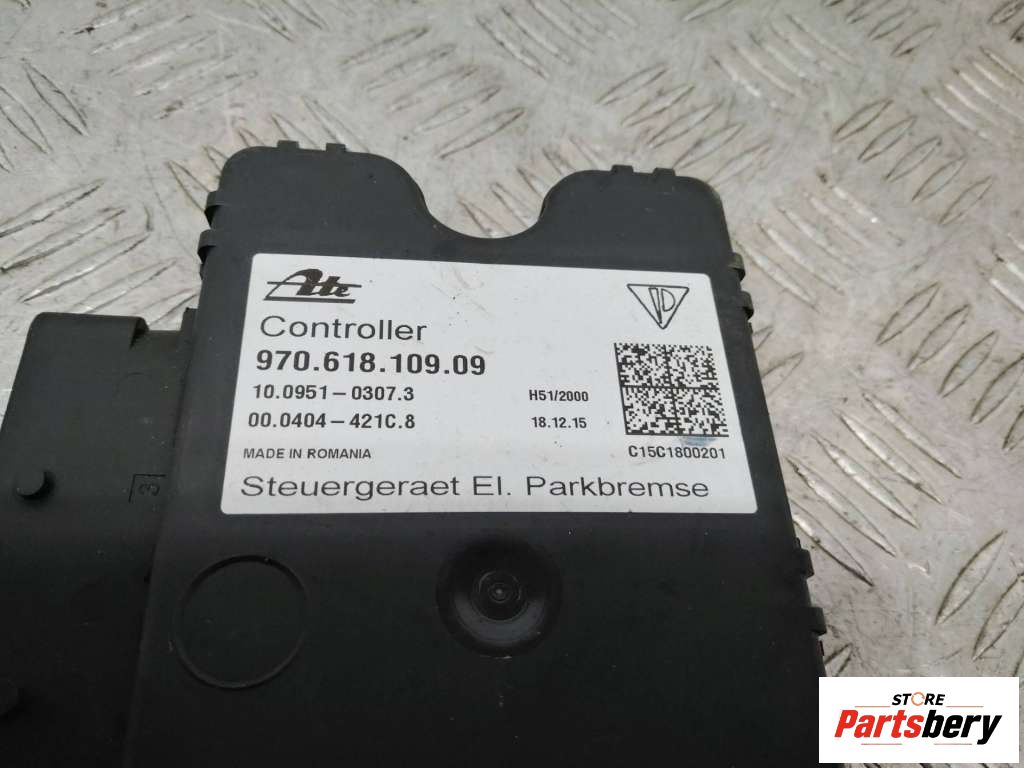 Ate
Controller
970.618.109.09
10.0951-0307.3 H51/2000
00.0404-421C.8 18.12.15
MADE IN ROMANIA C15C1800201
Steuergeraet El. Parkbremse
3
STORE
Partsbery